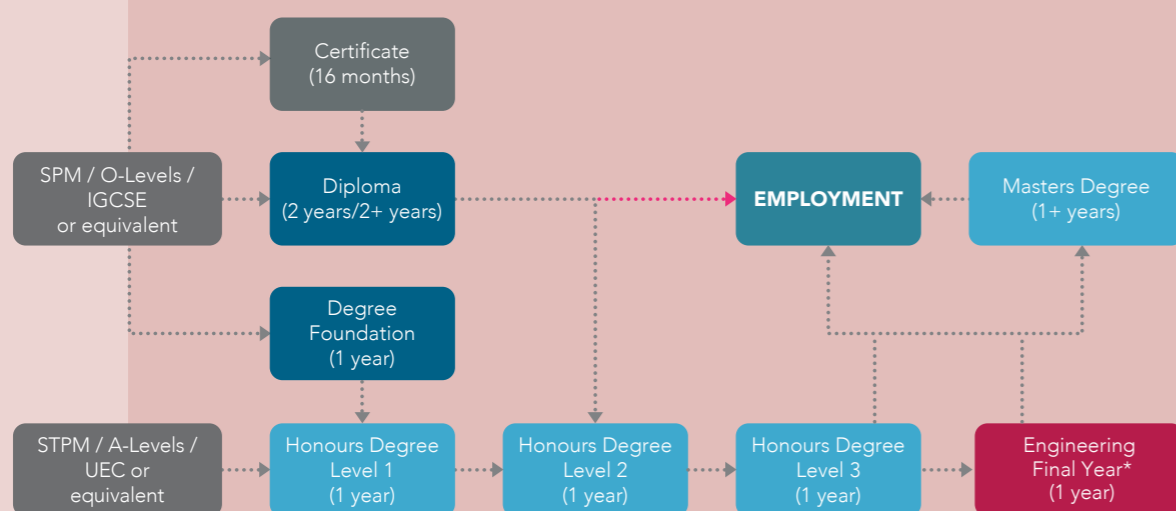 Certificate
(16 months)
SPM / O-Levels /
IGCSE
or equivalent
Diploma
(2 years/2+ years)
EMPLOYMENT
Masters Degree
(1+ years)
Degree
Foundation
(1 year)
STPM / A-Levels /
UEC or
equivalent
Honours Degree
Level 1
(1 year)
Honours Degree
Level 2
(1 year)
Honours Degree
Level 3
(1 year)
Engineering
Final Year*
(1 year)